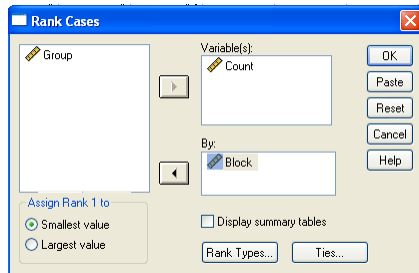 Rank Cases
Group
Variable(s):
Count
By:
Block
OK
Paste
Reset
Cancel
Help
Assign Rank 1 to
Smallest value
Largest value
Display summary tables
Rank Types...
Ties...